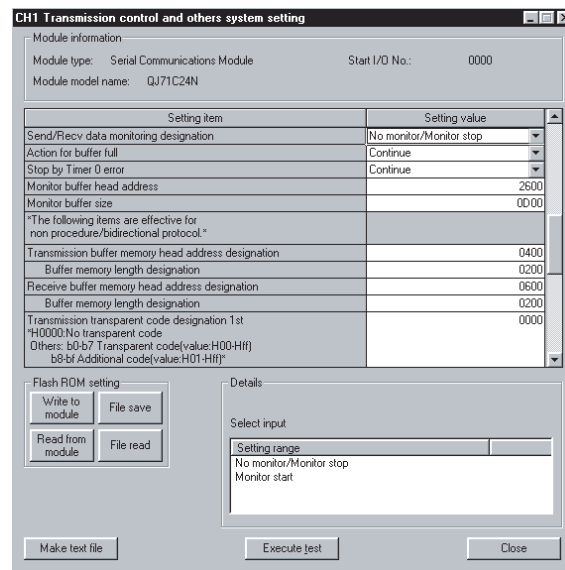 CH1 Transmission control and others system setting
Module information
Module type: Serial Communications Module Start I/O No.: 0000
Module model name: QJ71C24N
Setting item Setting value
Send/Recv data monitoring designation No monitor/Monitor stop
Action for buffer full Continue
Stop by Timer 0 error Continue
Monitor buffer head address 2600
Monitor buffer size 0D00
*The following items are effective for
non procedure/bidirectional protocol.*
Transmission buffer memory head address designation 0400
Buffer memory length designation 0200
Receive buffer memory head address designation 0600
Buffer memory length designation 0200
Transmission transparent code designation 1st 0000
*H0000:No transparent code
Others: b0-b7 Transparent code(value:H00-Hff)
b8-bf Additional code(value:H01-Hff)*
Flash ROM setting
Write to
module
File save
Read from
module
File read
Details
Select input
Setting range
No monitor/Monitor stop
Monitor start
Make text file Execute test Close